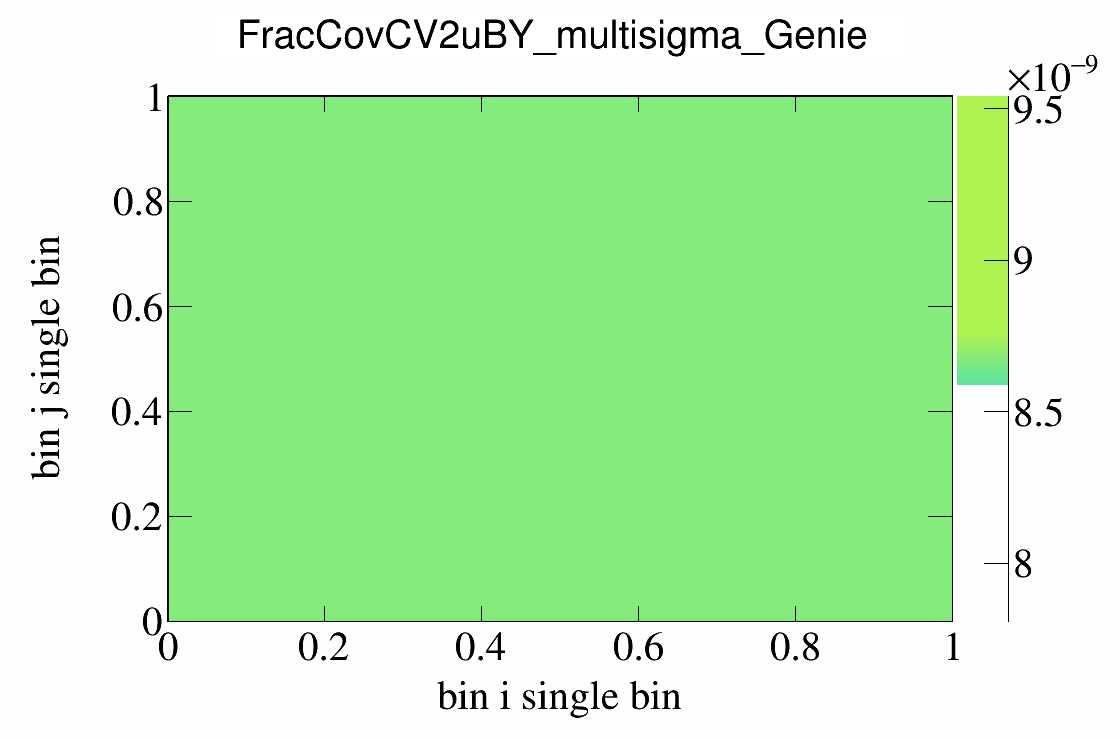 FracCovCV2uBY_multisigma_Genie
×10⁻⁹
1
0.8
0.6
0.4
0.2
0
bin j single bin
0 0.2 0.4 0.6 0.8 1
bin i single bin
9.5
9
8.5
8